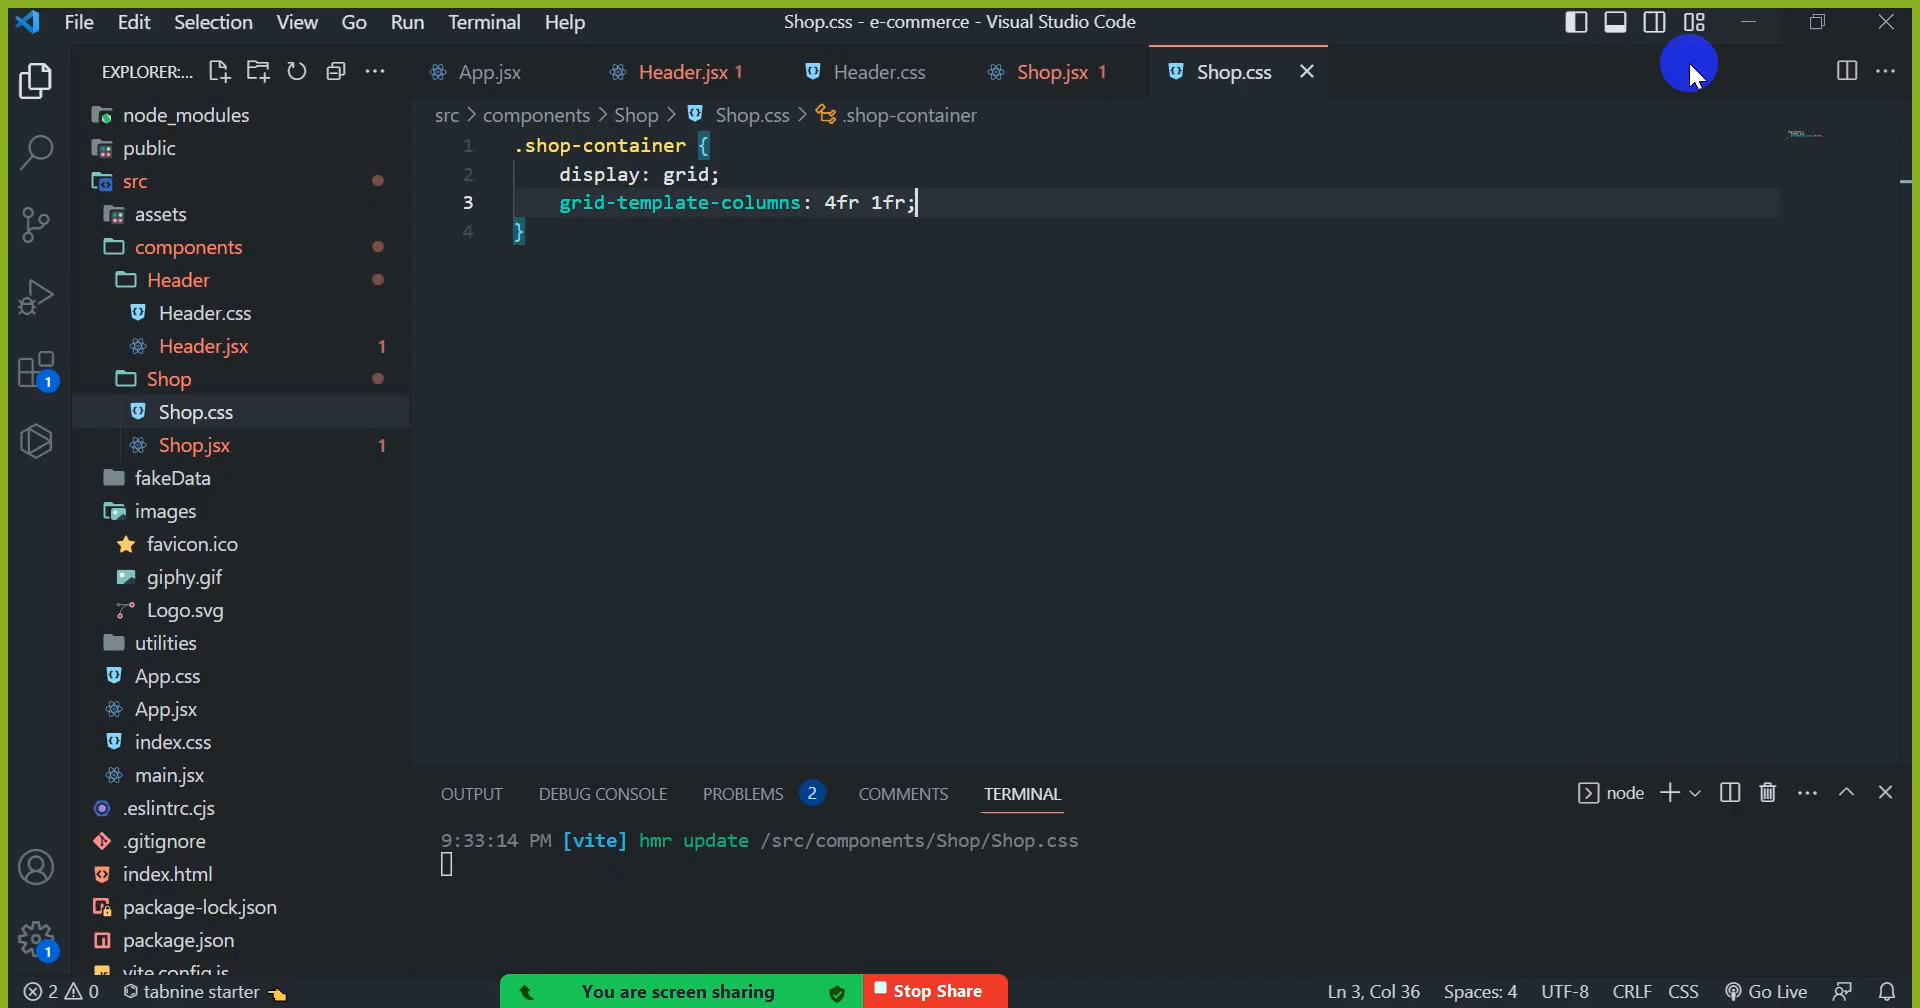 File Edit Selection View Go Run Terminal Help Shop.css - e-commerce - Visual Studio Code
EXPLORER:... App.jsx Header.jsx 1 Header.css Shop.jsx 1 Shop.css
src > components > Shop > Shop.css > .shop-container
1 .shop-container {
2 display: grid;
3 grid-template-columns: 4fr 1fr;
4 }
node_modules
public
src
assets
components
Header
Header.css
Header.jsx 1
Shop
Shop.css
Shop.jsx 1
fakeData
images
favicon.ico
giphy.gif
Logo.svg
utilities
App.css
App.jsx
index.css
main.jsx
.eslintrc.cjs
.gitignore
index.html
package-lock.json
package.json
vite.config.js
1
1
OUTPUT DEBUG CONSOLE PROBLEMS 2 COMMENTS TERMINAL node
9:33:14 PM [vite] hmr update /src/components/Shop/Shop.css
2 0 tabnine starter You are screen sharing Stop Share Ln 3, Col 36 Spaces: 4 UTF-8 CRLF CSS Go Live